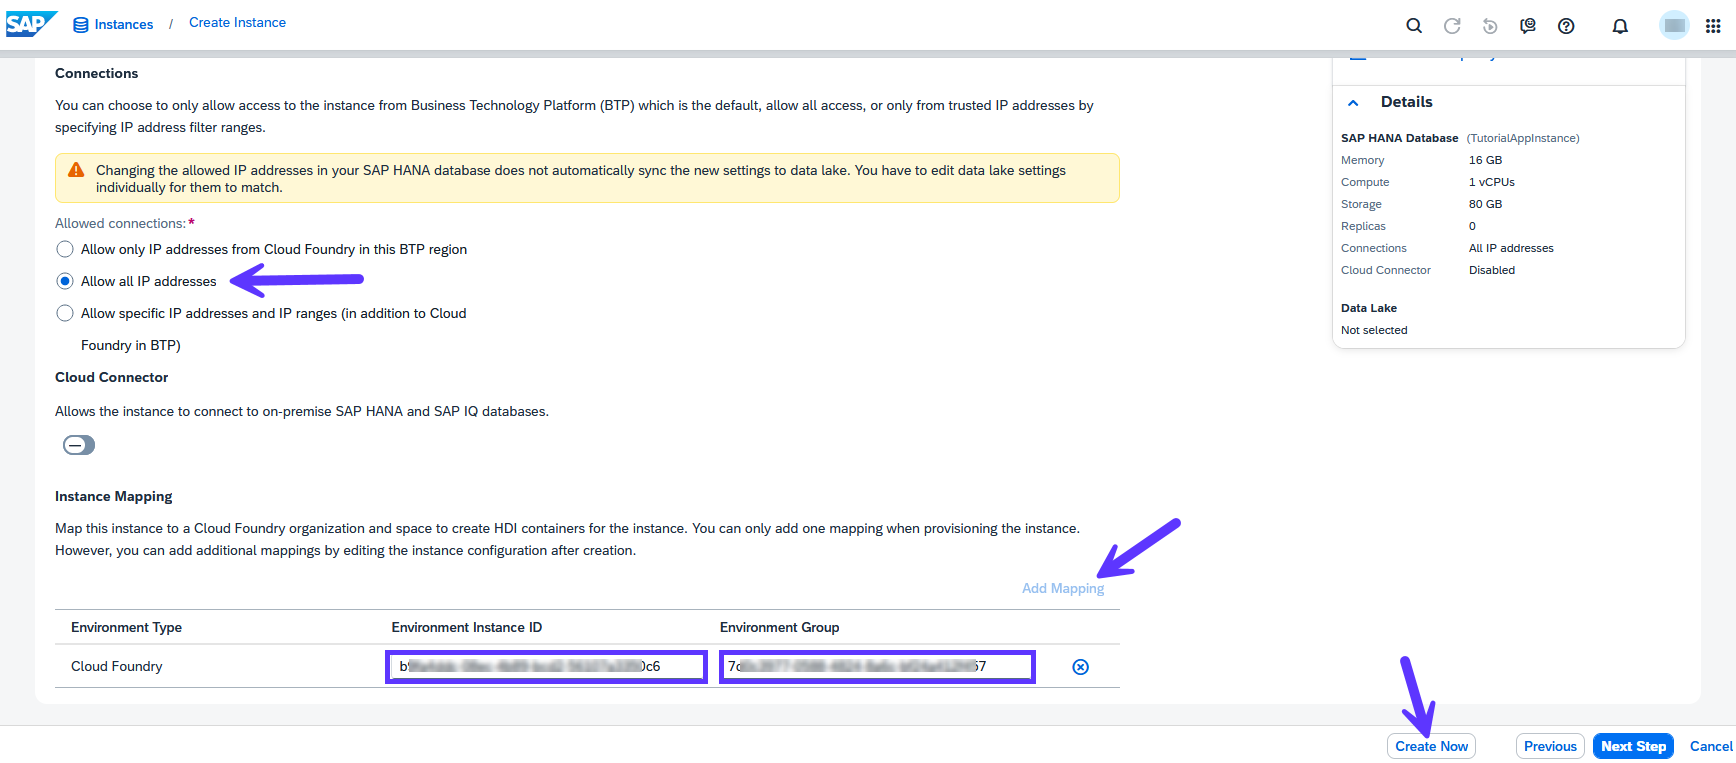 SAP Instances / Create Instance
Connections
You can choose to only allow access to the instance from Business Technology Platform (BTP) which is the default, allow all access, or only from trusted IP addresses by
specifying IP address filter ranges.
Changing the allowed IP addresses in your SAP HANA database does not automatically sync the new settings to data lake. You have to edit data lake settings
individually for them to match.
Allowed connections:*
Allow only IP addresses from Cloud Foundry in this BTP region
Allow all IP addresses
Allow specific IP addresses and IP ranges (in addition to Cloud
Foundry in BTP)
Cloud Connector
Allows the instance to connect to on-premise SAP HANA and SAP IQ databases.
Instance Mapping
Map this instance to a Cloud Foundry organization and space to create HDI containers for the instance. You can only add one mapping when provisioning the instance.
However, you can add additional mappings by editing the instance configuration after creation.
Add Mapping
Environment Type Environment Instance ID Environment Group
Cloud Foundry
Details
SAP HANA Database (TutorialAppInstance)
Memory 16 GB
Compute 1 vCPUs
Storage 80 GB
Replicas 0
Connections All IP addresses
Cloud Connector Disabled
Data Lake
Not selected
Create Now Previous Next Step Cancel